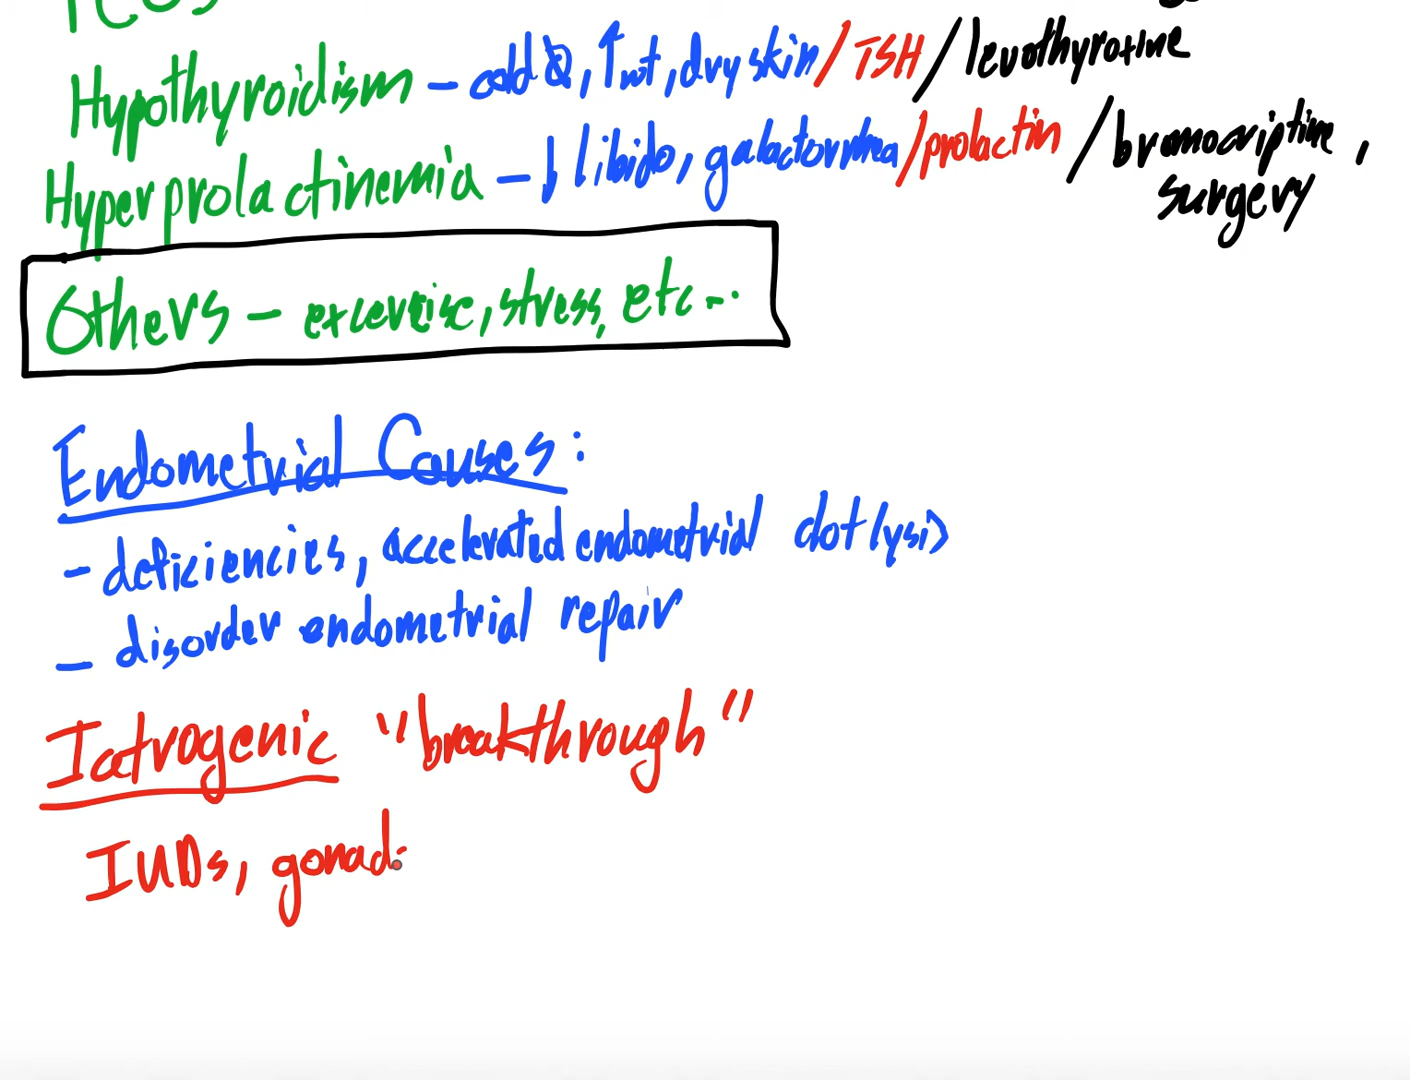 Hypothyroidism – cold, ↑wt, dry skin / TSH / levothyroxine
Hyperprolactinemia – ↓ libido, galactorrhea / prolactin / bromocriptine,
surgery
Others – excercise, stress, etc...
Endometrial Causes:
- deficiencies, accelerated endometrial clot lysis
- disorder endometrial repair
Iatrogenic "breakthrough"
IUDs, gonad